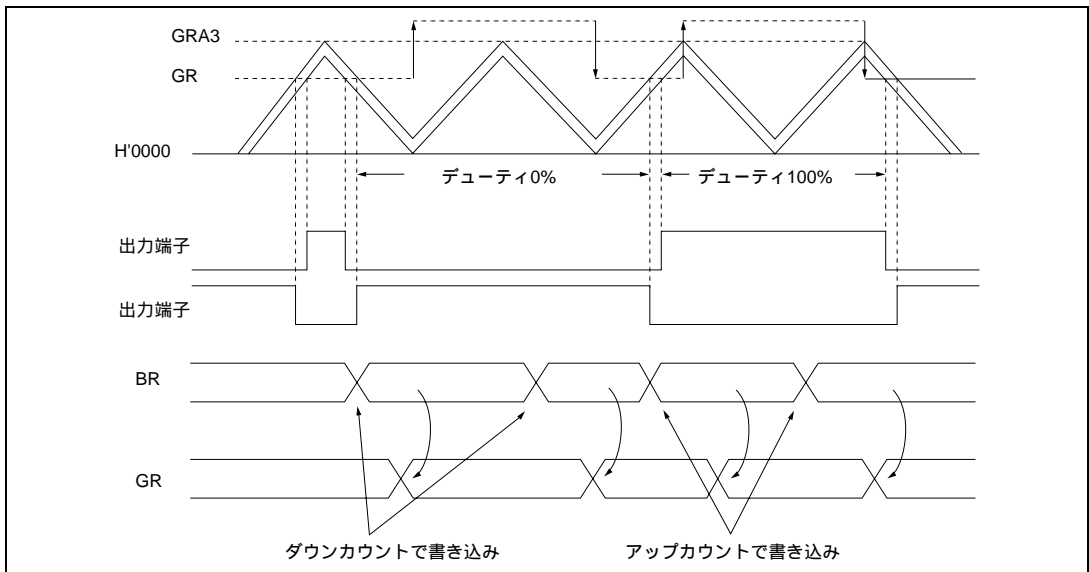 GRA3
GR
H'0000
デューティ0%
デューティ100%
出力端子
出力端子
BR
GR
ダウンカウントで書き込み
アップカウントで書き込み